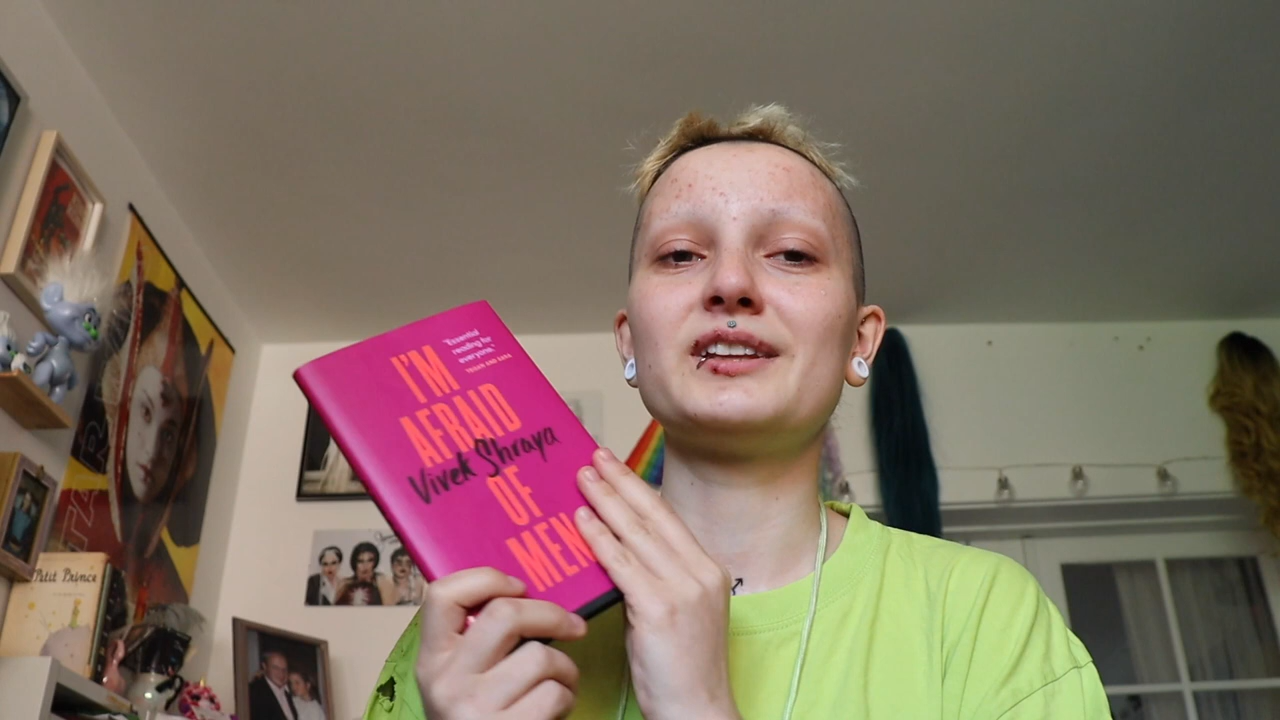 "Essential
reading for
everyone."
TEGAN AND SARA
I'M
AFRAID
Vivek Shraya
OF
MEN
Petit Prince